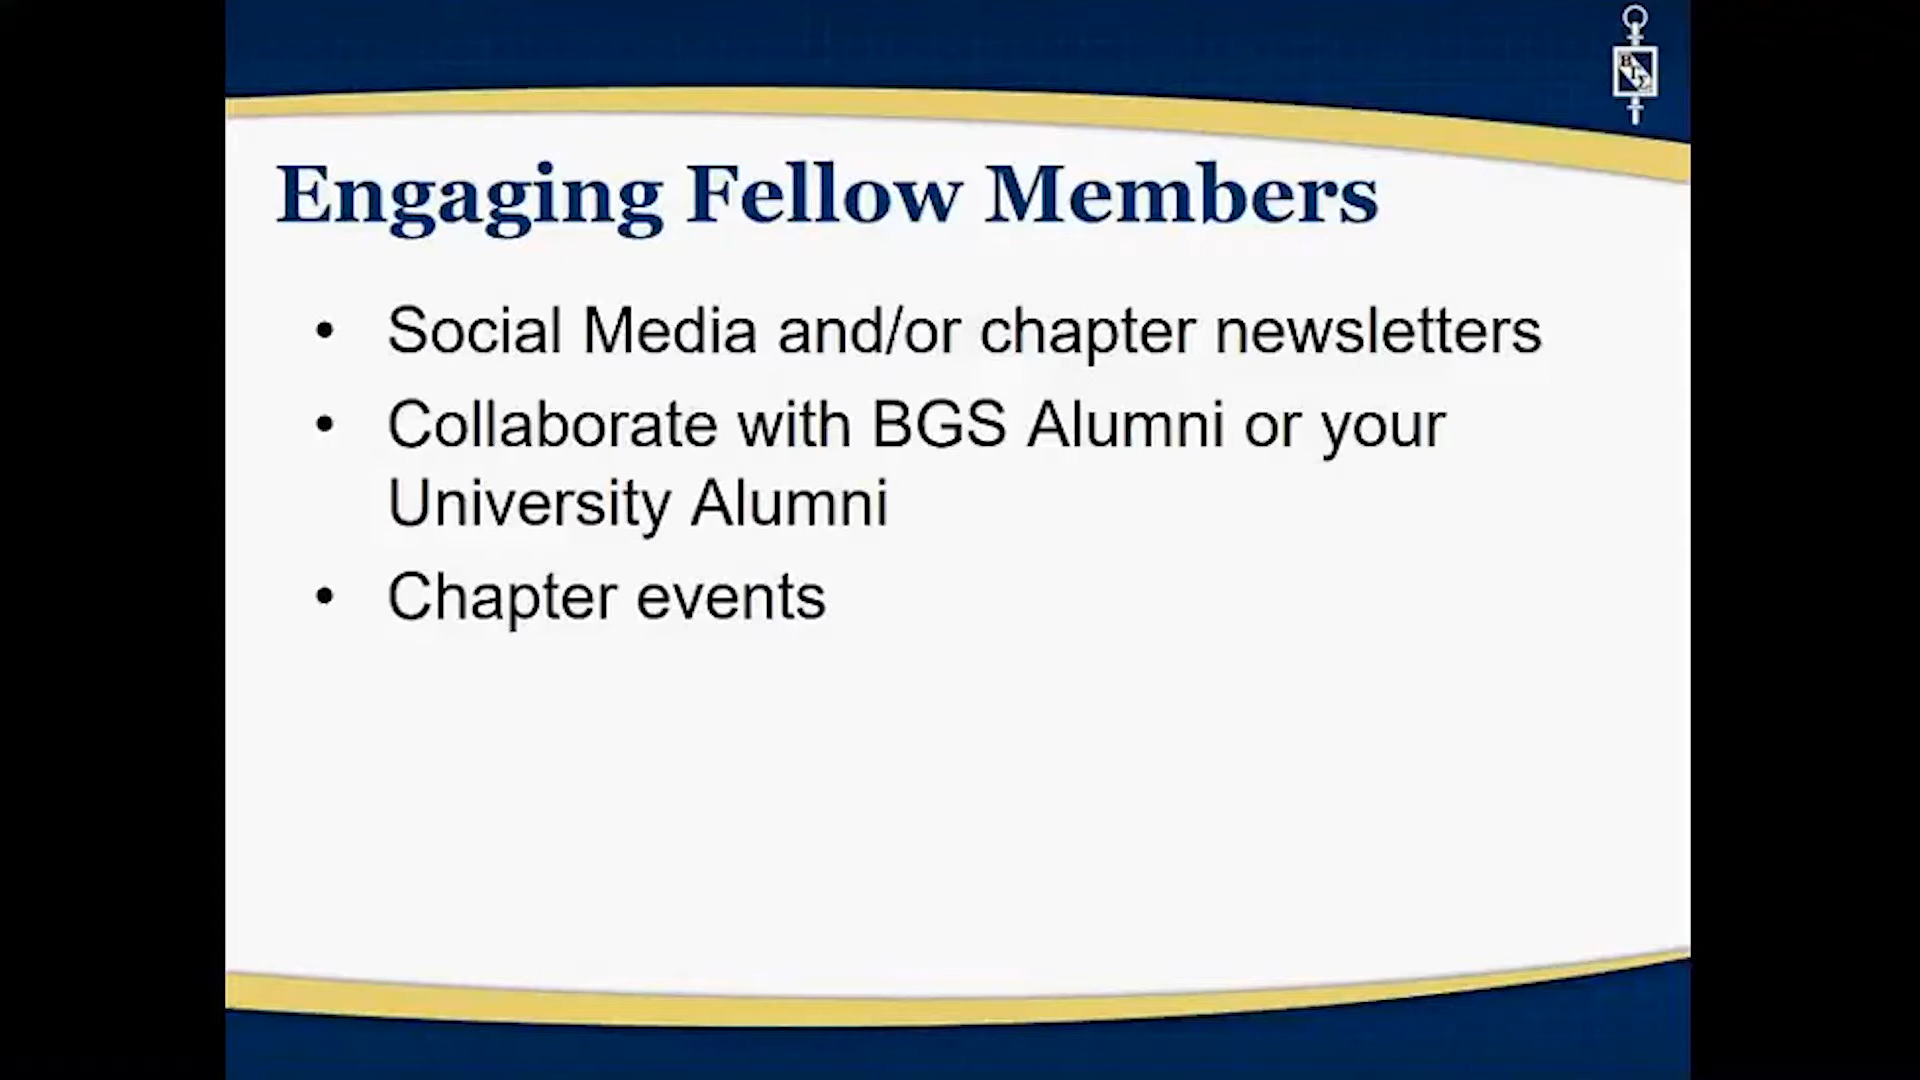 ΒΓΣ
Engaging Fellow Members
• Social Media and/or chapter newsletters
• Collaborate with BGS Alumni or your
University Alumni
• Chapter events